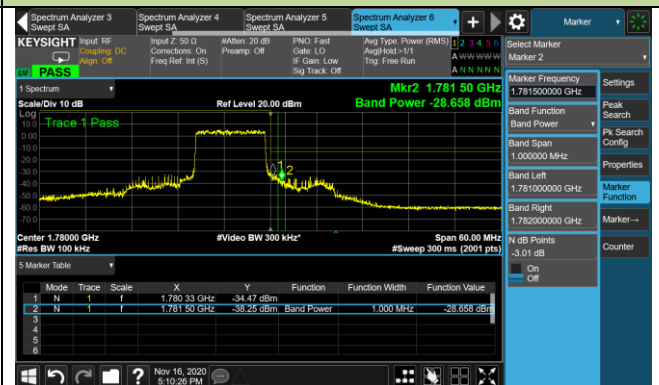 Spectrum Analyzer 3
Swept SA
Spectrum Analyzer 4
Swept SA
Spectrum Analyzer 5
Swept SA
Spectrum Analyzer 6
Swept SA
Marker
KEYSIGHT
Input: RF
Coupling: DC
Align: Off
Input Z: 50 Ω
Corrections: On
Freq Ref: Int (S)
#Atten: 20 dB
Preamp: Off
PNO: Fast
Gate: LO
IF Gain: Low
Sig Track: Off
Avg Type: Power (RMS)
Avg|Hold:>1/1
Trig: Free Run
1 2 3 4 5 6
A W W W W W
A N N N N N
LM PASS
Select Marker
Marker 2
1 Spectrum
Scale/Div 10 dB
Ref Level 20.00 dBm
Mkr2 1.781 50 GHz
Band Power -28.658 dBm
Log
Trace 1 Pass
10.0
0.00
-10.0
-20.0
-30.0
-40.0
-50.0
-60.0
-70.0
1
2
Center 1.78000 GHz
#Res BW 100 kHz
#Video BW 300 kHz*
Span 60.00 MHz
#Sweep 300 ms (2001 pts)
Marker Frequency
1.781500000 GHz
Band Function
Band Power
Band Span
1.000000 MHz
Band Left
1.781000000 GHz
Band Right
1.782000000 GHz
N dB Points
-3.01 dB
On
Off
Settings
Peak Search
Pk Search Config
Properties
Marker Function
Marker→
Counter
5 Marker Table
Mode Trace Scale X Y Function Function Width Function Value
1 N 1 f 1.780 33 GHz -34.47 dBm
2 N 1 f 1.781 50 GHz -38.25 dBm Band Power 1.000 MHz -28.658 dBm
3
4
5
6
Nov 16, 2020
5:10:26 PM